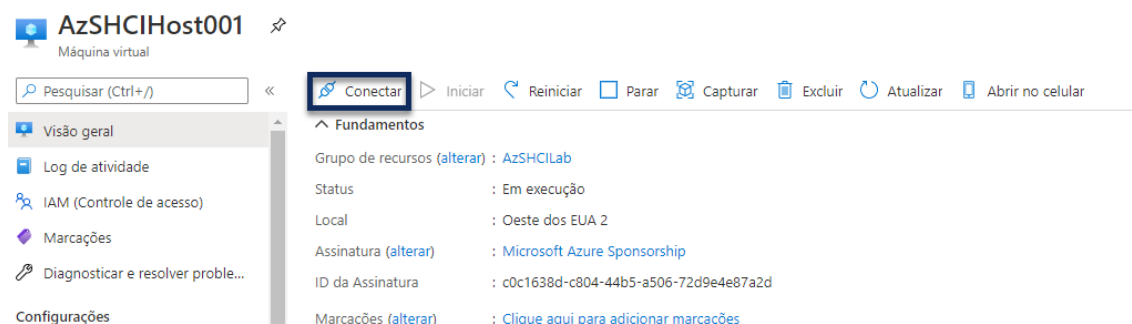 AzSHCIHost001
Máquina virtual
Pesquisar (Ctrl+/)
«
Conectar Iniciar Reiniciar Parar Capturar Excluir Atualizar Abrir no celular
Visão geral
Log de atividade
IAM (Controle de acesso)
Marcações
Diagnosticar e resolver proble...
Configurações
Fundamentos
Grupo de recursos (alterar) : AzSHCILab
Status : Em execução
Local : Oeste dos EUA 2
Assinatura (alterar) : Microsoft Azure Sponsorship
ID da Assinatura : c0c1638d-c804-44b5-a506-72d9e4e87a2d
Marcações (alterar) : Clique aqui para adicionar marcações